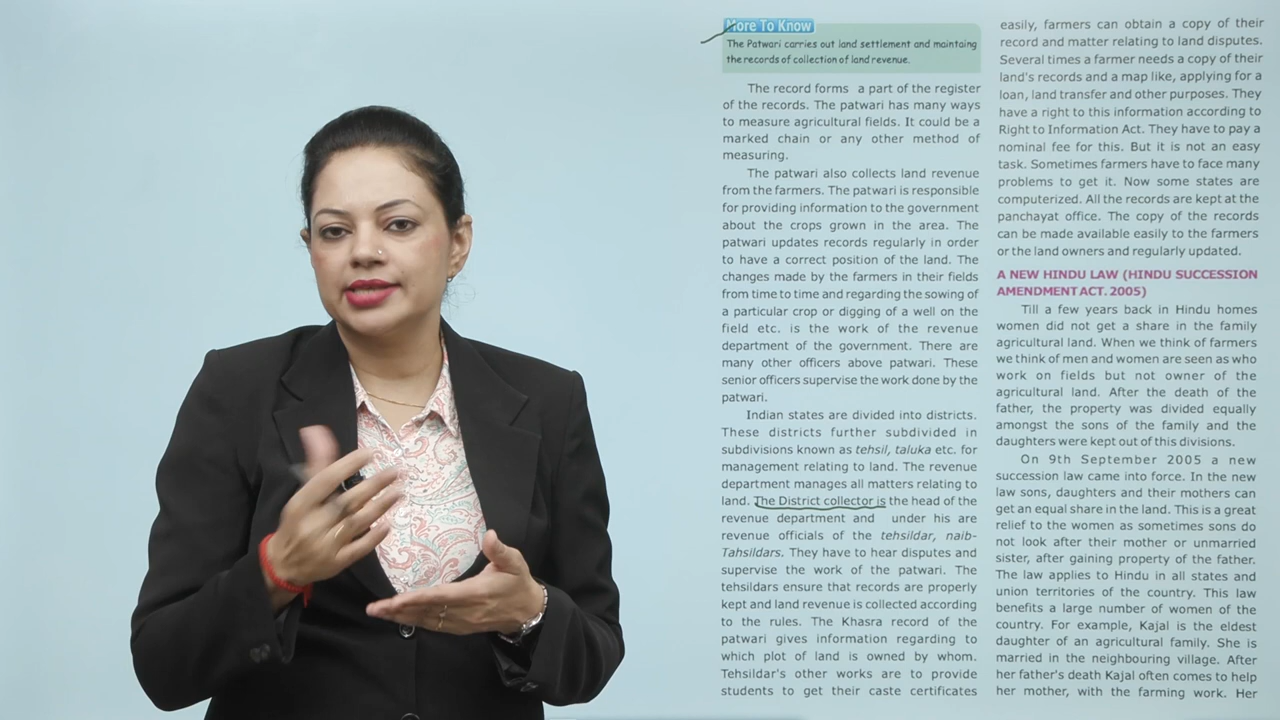 More To Know
The Patwari carries out land settlement and maintaing
the records of collection of land revenue.
The record forms a part of the register
of the records. The patwari has many ways
to measure agricultural fields. It could be a
marked chain or any other method of
measuring.
The patwari also collects land revenue
from the farmers. The patwari is responsible
for providing information to the government
about the crops grown in the area. The
patwari updates records regularly in order
to have a correct position of the land. The
changes made by the farmers in their fields
from time to time and regarding the sowing of
a particular crop or digging of a well on the
field etc. is the work of the revenue
department of the government. There are
many other officers above patwari. These
senior officers supervise the work done by the
patwari.
Indian states are divided into districts.
These districts further subdivided in
subdivisions known as tehsil, taluka etc. for
management relating to land. The revenue
department manages all matters relating to
land. The District collector is the head of the
revenue department and under his are
revenue officials of the tehsildar, naib-
Tahsildars. They have to hear disputes and
supervise the work of the patwari. The
tehsildars ensure that records are properly
kept and land revenue is collected according
to the rules. The Khasra record of the
patwari gives information regarding to
which plot of land is owned by whom.
Tehsildar's other works are to provide
students to get their caste certificates
easily, farmers can obtain a copy of their
record and matter relating to land disputes.
Several times a farmer needs a copy of their
land's records and a map like, applying for a
loan, land transfer and other purposes. They
have a right to this information according to
Right to Information Act. They have to pay a
nominal fee for this. But it is not an easy
task. Sometimes farmers have to face many
problems to get it. Now some states are
computerized. All the records are kept at the
panchayat office. The copy of the records
can be made available easily to the farmers
or the land owners and regularly updated.
A NEW HINDU LAW (HINDU SUCCESSION
AMENDMENT ACT. 2005)
Till a few years back in Hindu homes
women did not get a share in the family
agricultural land. When we think of farmers
we think of men and women are seen as who
work on fields but not owner of the
agricultural land. After the death of the
father, the property was divided equally
amongst the sons of the family and the
daughters were kept out of this divisions.
On 9th September 2005 a new
succession law came into force. In the new
law sons, daughters and their mothers can
get an equal share in the land. This is a great
relief to the women as sometimes sons do
not look after their mother or unmarried
sister, after gaining property of the father.
The law applies to Hindu in all states and
union territories of the country. This law
benefits a large number of women of the
country. For example, Kajal is the eldest
daughter of an agricultural family. She is
married in the neighbouring village. After
her father's death Kajal often comes to help
her mother, with the farming work. Her